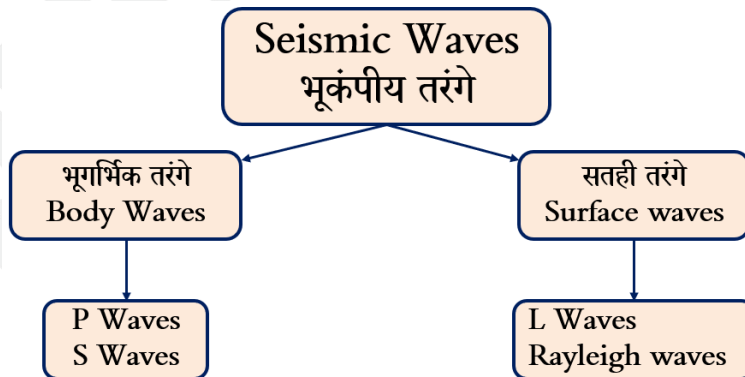 Seismic Waves
भूकंपीय तरंगे
भूगर्भिक तरंगे
Body Waves
सतही तरंगे
Surface waves
P Waves
S Waves
L Waves
Rayleigh waves